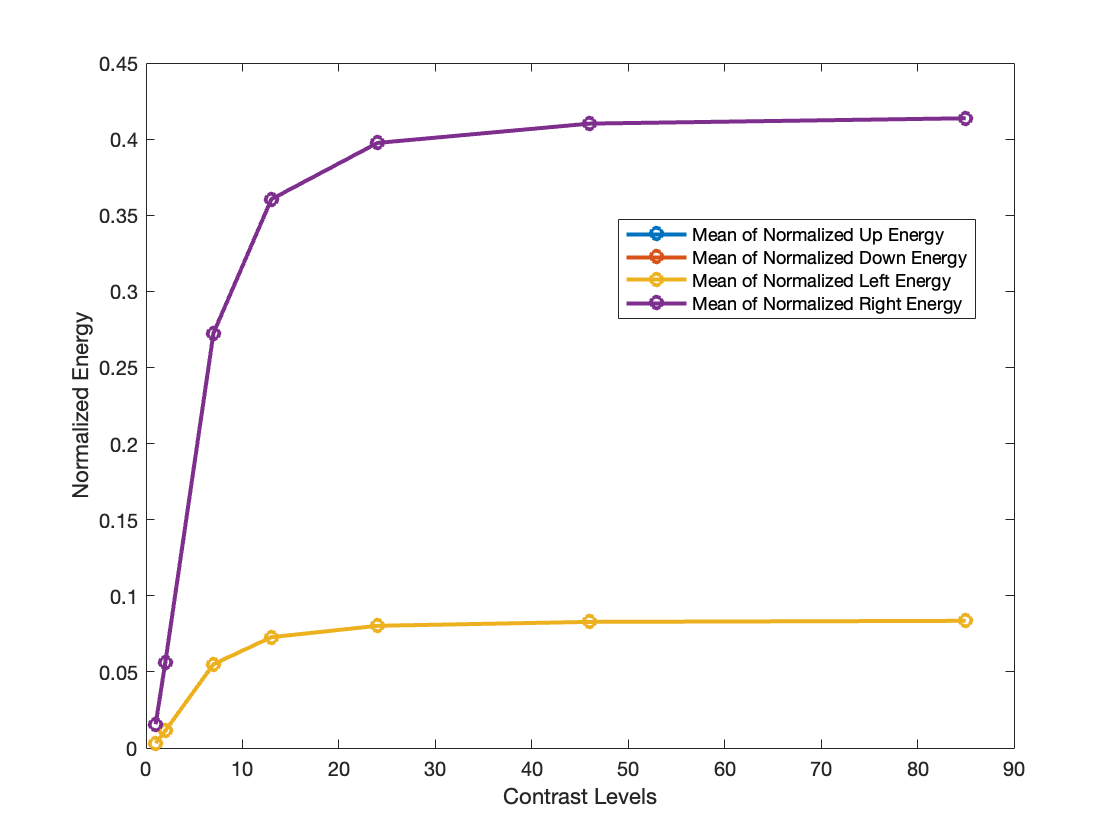 0.45
0.4
0.35
0.3
0.25
0.2
0.15
0.1
0.05
0
Normalized Energy
Mean of Normalized Up Energy
Mean of Normalized Down Energy
Mean of Normalized Left Energy
Mean of Normalized Right Energy
0 10 20 30 40 50 60 70 80 90
Contrast Levels